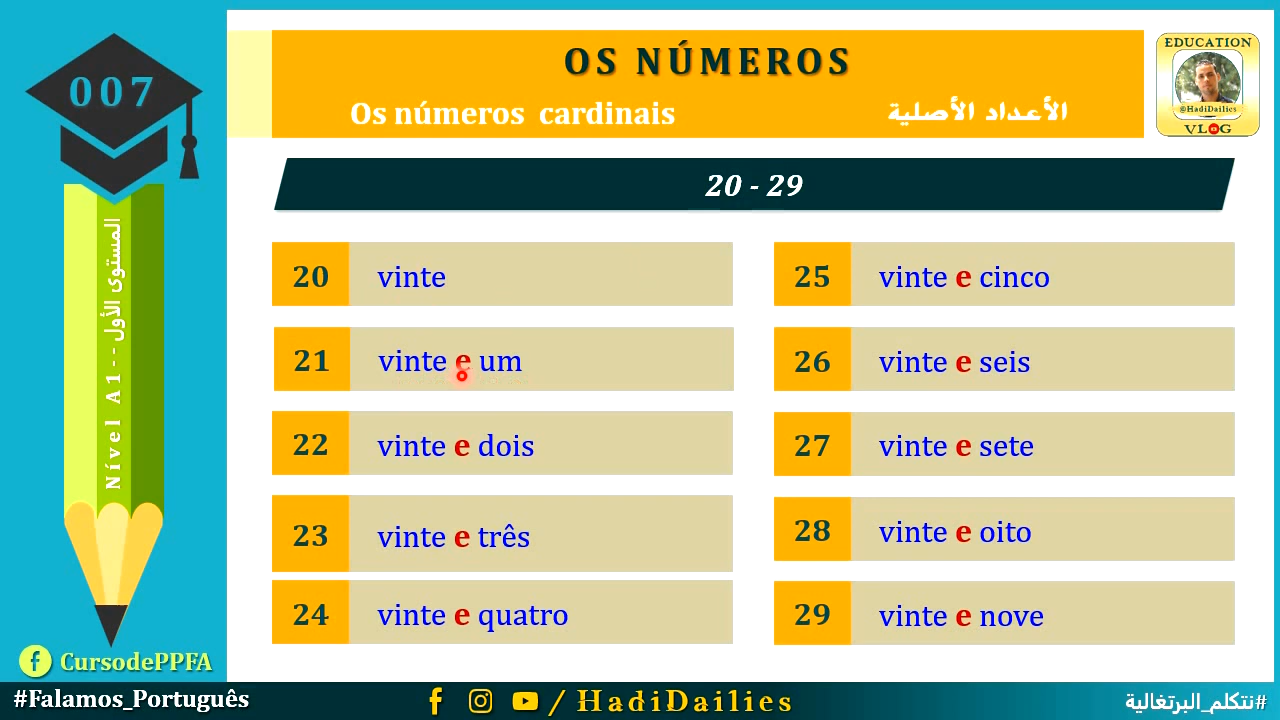 007
المستوى الأول - - Nível A1
OS NÚMEROS
Os números cardinais
الأعداد الأصلية
EDUCATION
@HadiDailies
VLOG
20 - 29
20 vinte
21 vinte e um
22 vinte e dois
23 vinte e três
24 vinte e quatro
25 vinte e cinco
26 vinte e seis
27 vinte e sete
28 vinte e oito
29 vinte e nove
CursodePPFA
#Falamos_Português
/ HadiDailies
#نتكلم_البرتغالية